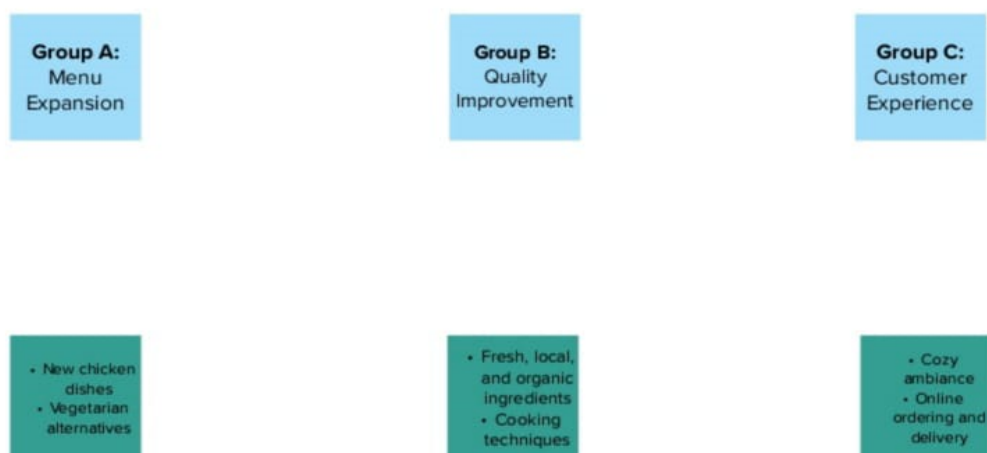 Group A:
Menu
Expansion
Group B:
Quality
Improvement
Group C:
Customer
Experience
• New chicken
dishes
• Vegetarian
alternatives
• Fresh, local,
and organic
ingredients
• Cooking
techniques
• Cozy
ambiance
• Online
ordering and
delivery